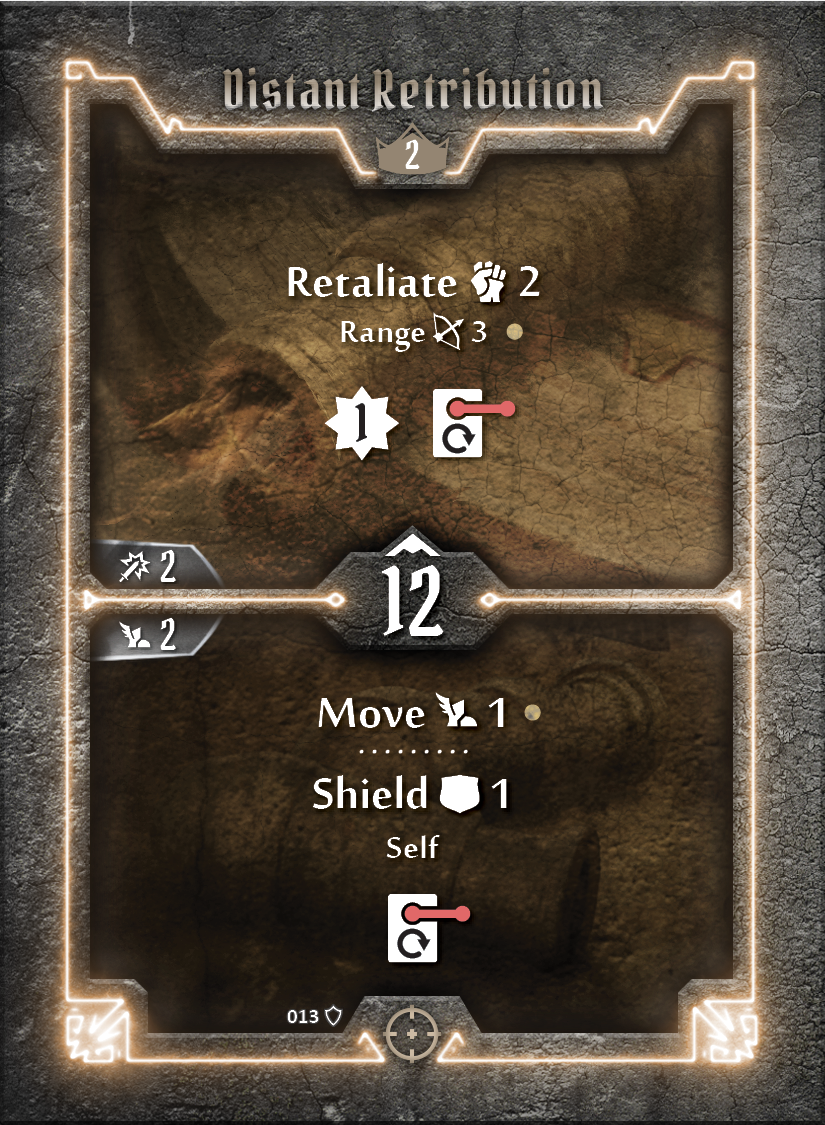 Distant Retribution
2
Retaliate 2
Range 3
1
2
12
2
Move 1
Shield 1
Self
013